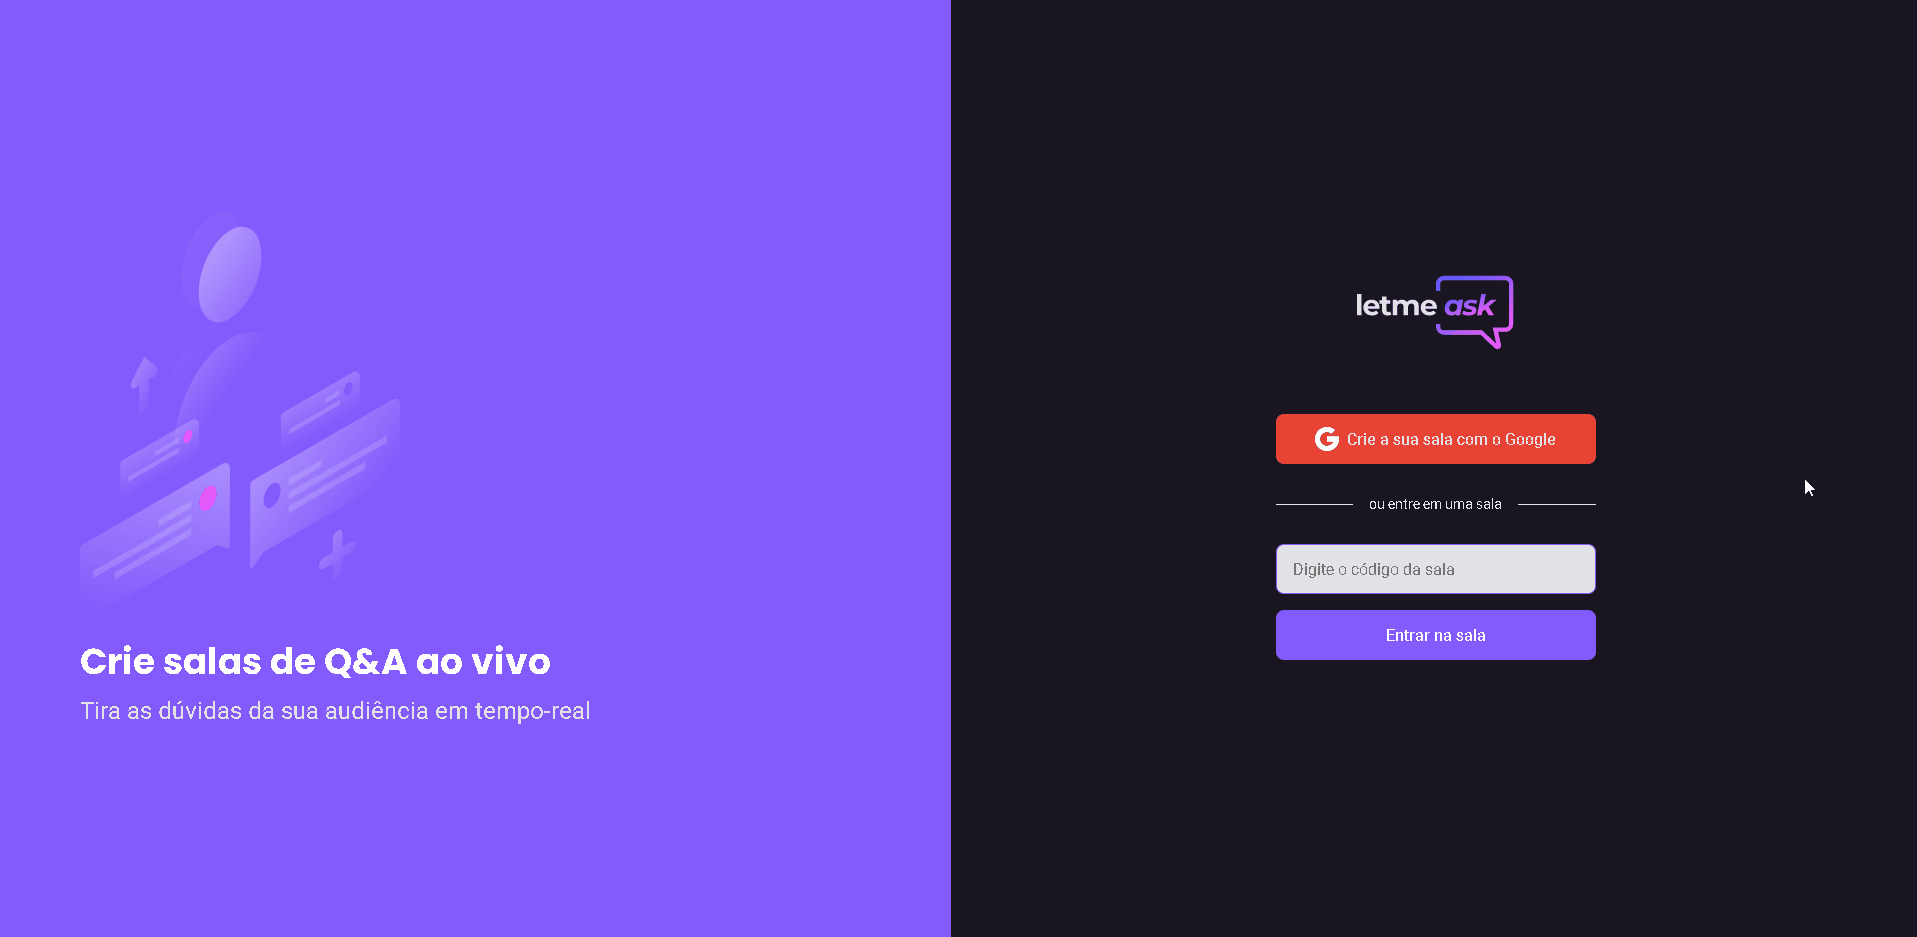 Crie salas de Q&A ao vivo
Tira as dúvidas da sua audiência em tempo-real
letme ask
Crie a sua sala com o Google
ou entre em uma sala
Digite o código da sala
Entrar na sala